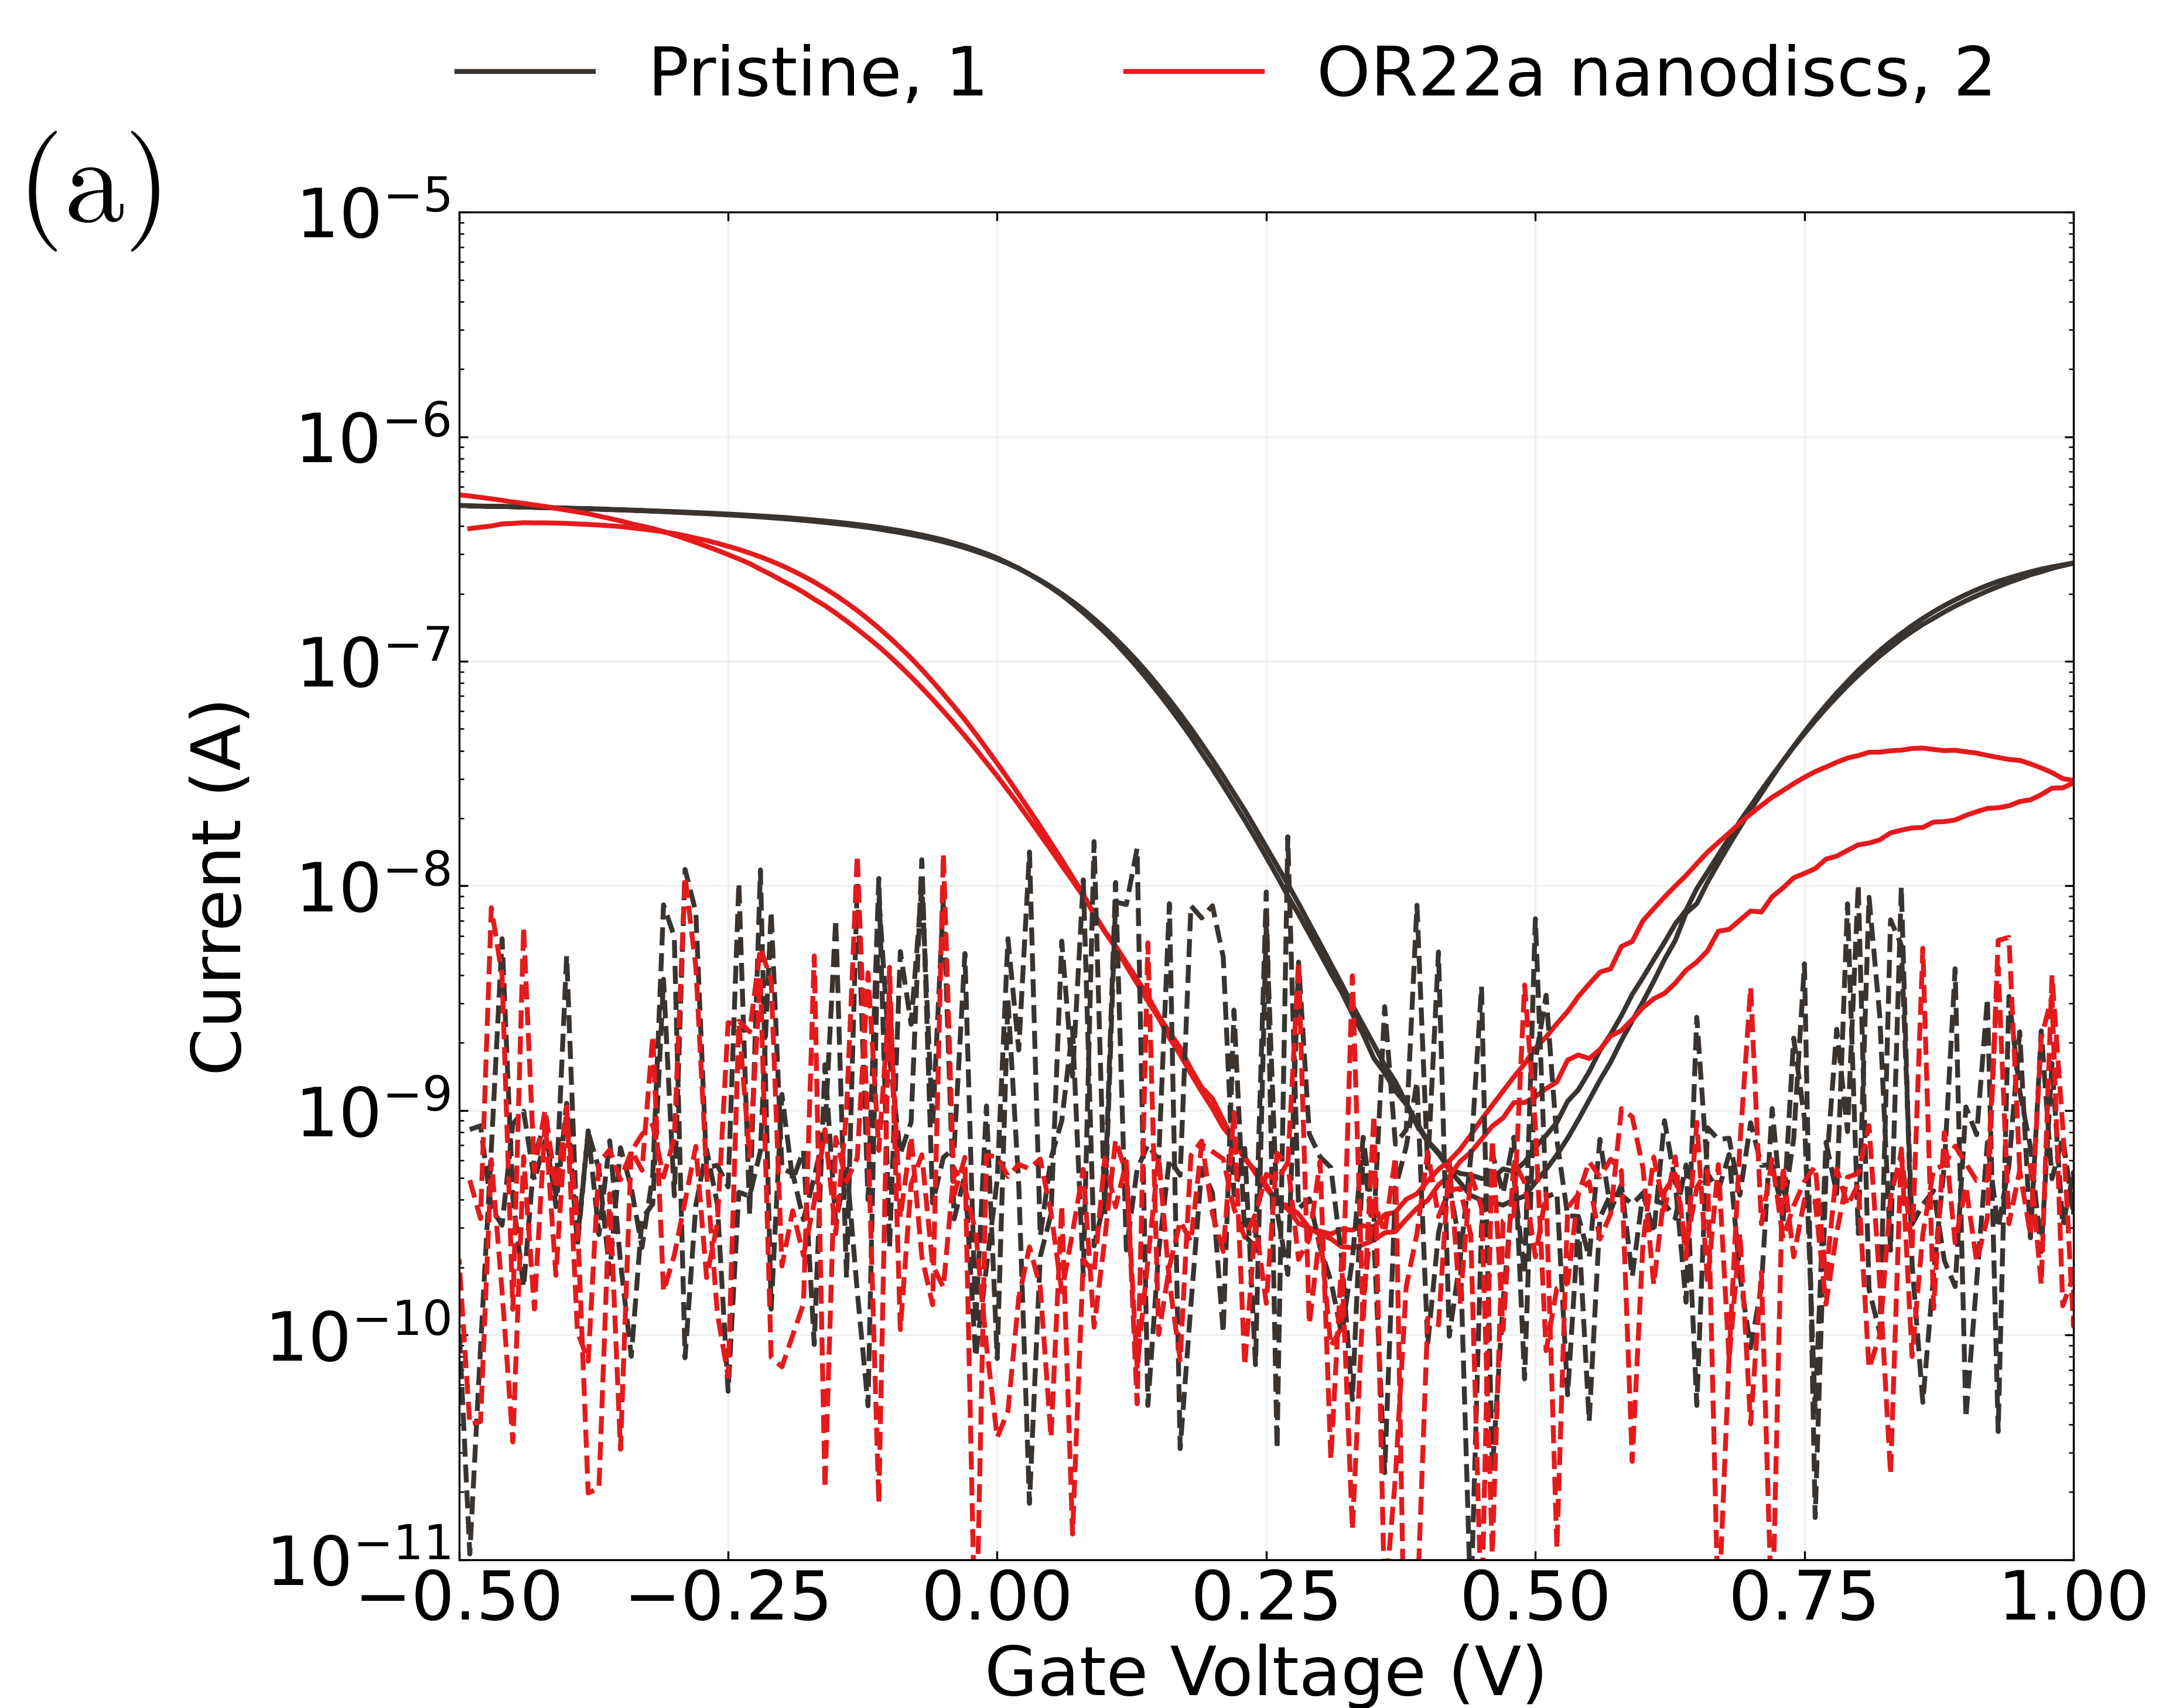 Pristine, 1 OR22a nanodiscs, 2
(a)
10−5
10−6
10−7
10−8
10−9
10−10
10−11
Current (A)
−0.50 −0.25 0.00 0.25 0.50 0.75 1.00
Gate Voltage (V)